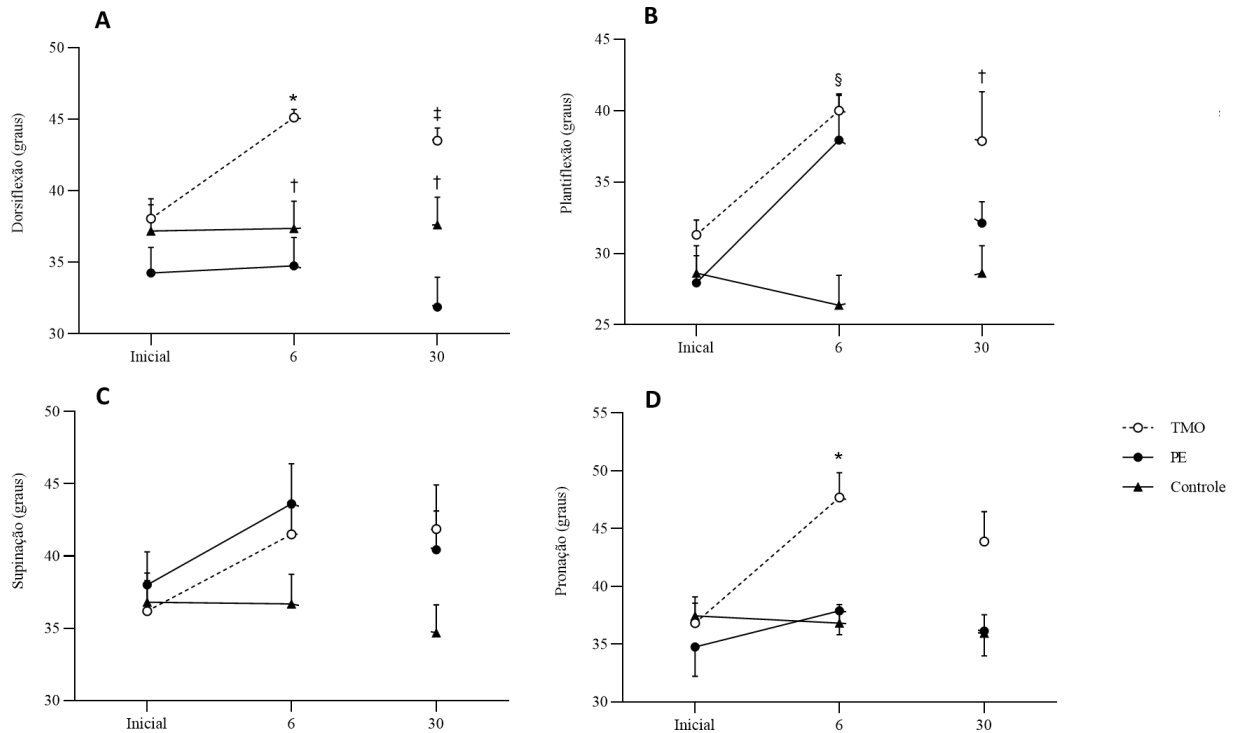 A
Dorsiflexão (graus)
50
45
40
35
30
*
†
‡
†
Inicial 6 30
B
Plantiflexão (graus)
45
40
35
30
25
§
†
Inical 6 30
C
Supinação (graus)
50
45
40
35
30
Inicial 6 30
D
Pronação (graus)
55
50
45
40
35
30
*
Inicial 6 30
TMO
PE
Controle